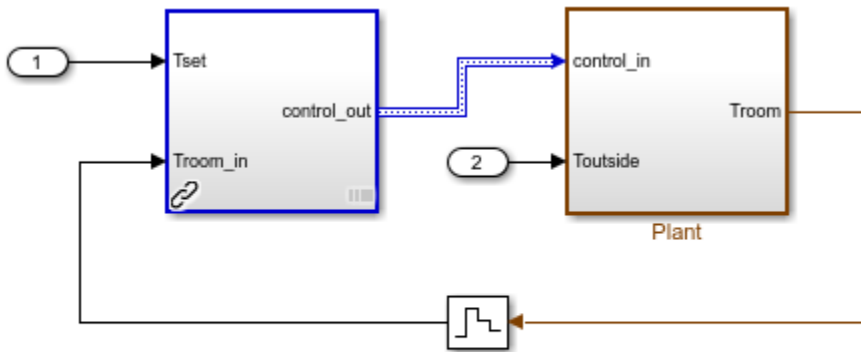 1
Tset
control_out
Troom_in
control_in
Troom
2
Toutside
Plant